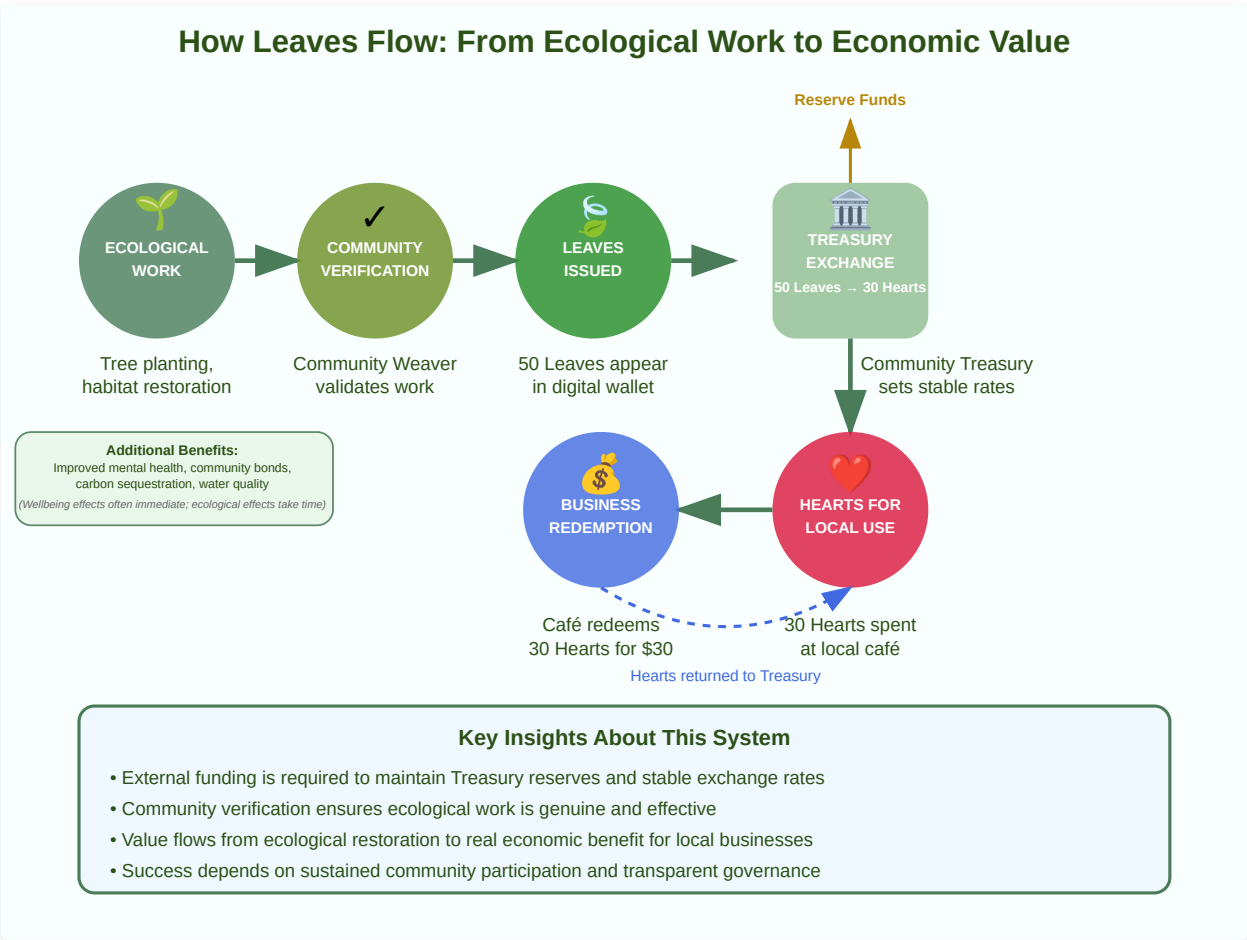 How Leaves Flow: From Ecological Work to Economic Value
Reserve Funds
ECOLOGICAL
WORK
COMMUNITY
VERIFICATION
LEAVES
ISSUED
TREASURY
EXCHANGE
50 Leaves → 30 Hearts
Tree planting,
habitat restoration
Community Weaver
validates work
50 Leaves appear
in digital wallet
Community Treasury
sets stable rates
Additional Benefits:
Improved mental health, community bonds,
carbon sequestration, water quality
(Wellbeing effects often immediate; ecological effects take time)
BUSINESS
REDEMPTION
HEARTS FOR
LOCAL USE
Café redeems
30 Hearts for $30
30 Hearts spent
at local café
Hearts returned to Treasury
Key Insights About This System
• External funding is required to maintain Treasury reserves and stable exchange rates
• Community verification ensures ecological work is genuine and effective
• Value flows from ecological restoration to real economic benefit for local businesses
• Success depends on sustained community participation and transparent governance